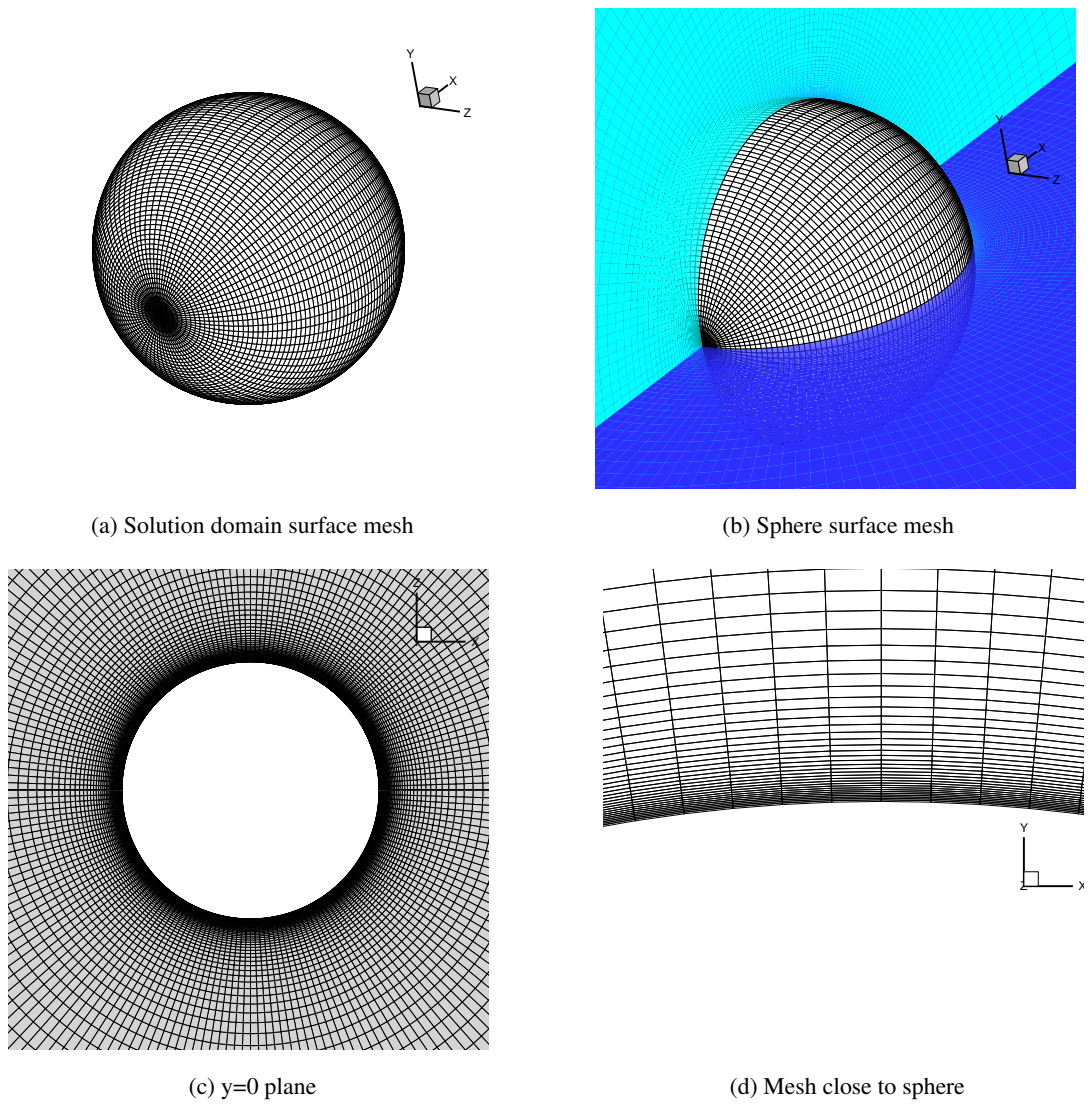 Y
X
Z
Y
X
Z
(a) Solution domain surface mesh
(b) Sphere surface mesh
Z
X
Y
Z
X
(c) y=0 plane
(d) Mesh close to sphere